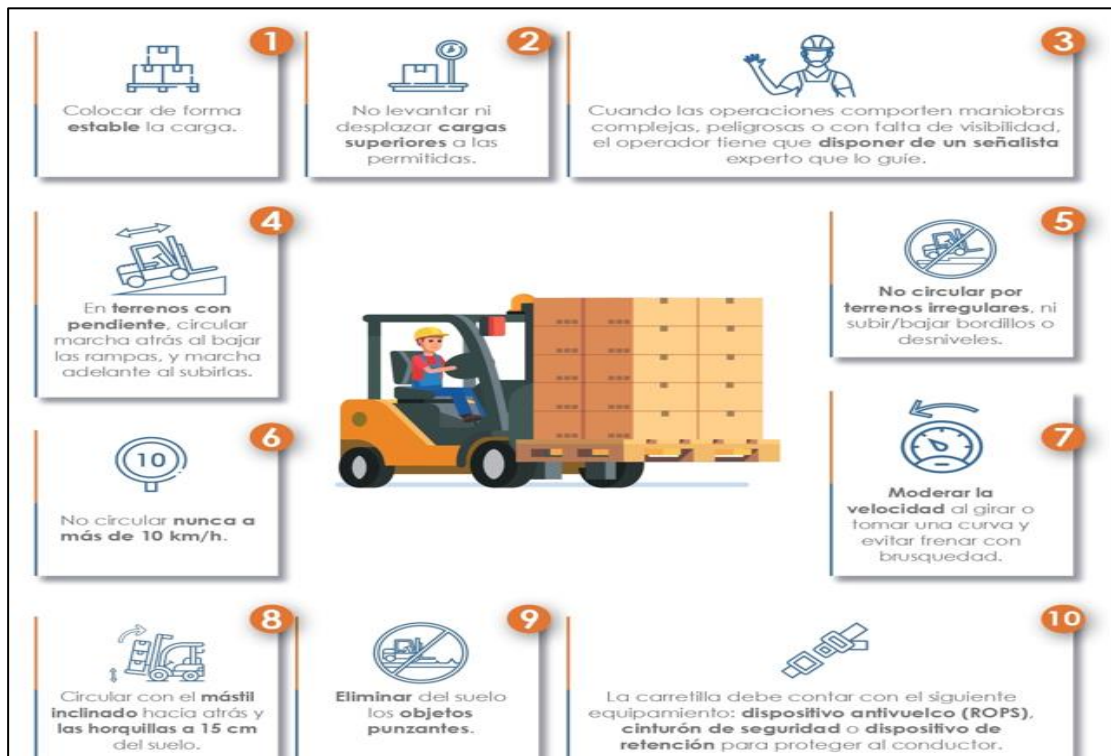 1
Colocar de forma
estable la carga.
2
No levantar ni
desplazar cargas
superiores a las
permitidas.
3
Cuando las operaciones comporten maniobras
complejas, peligrosas o con falta de visibilidad,
el operador tiene que disponer de un señalista
experto que lo guíe.
4
En terrenos con
pendiente, circular
marcha atrás al bajar
las rampas, y marcha
adelante al subirlas.
5
No circular por
terrenos irregulares, ni
subir/bajar bordillos o
desniveles.
6
10
No circular nunca a
más de 10 km/h.
7
Moderar la
velocidad al girar o
tomar una curva y
evitar frenar con
brusquedad.
8
Circular con el mástil
inclinado hacia atrás y
las horquillas a 15 cm
del suelo.
9
Eliminar del suelo
los objetos
punzantes.
10
La carretilla debe contar con el siguiente
equipamiento: dispositivo antivuelco (ROPS),
cinturón de seguridad o dispositivo de
retención para proteger al conductor.